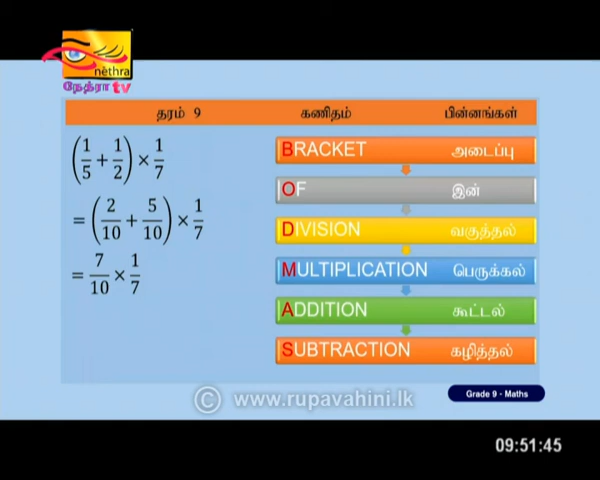 nethra
நேத்ரா tv
தரம் 9 கணிதம் பின்னங்கள்
(1/5 + 1/2) × 1/7
= (2/10 + 5/10) × 1/7
= 7/10 × 1/7
BRACKET அடைப்பு
OF இன்
DIVISION வகுத்தல்
MULTIPLICATION பெருக்கல்
ADDITION கூட்டல்
SUBTRACTION கழித்தல்
Grade 9 - Maths
© www.rupavahini.lk
09:51:45